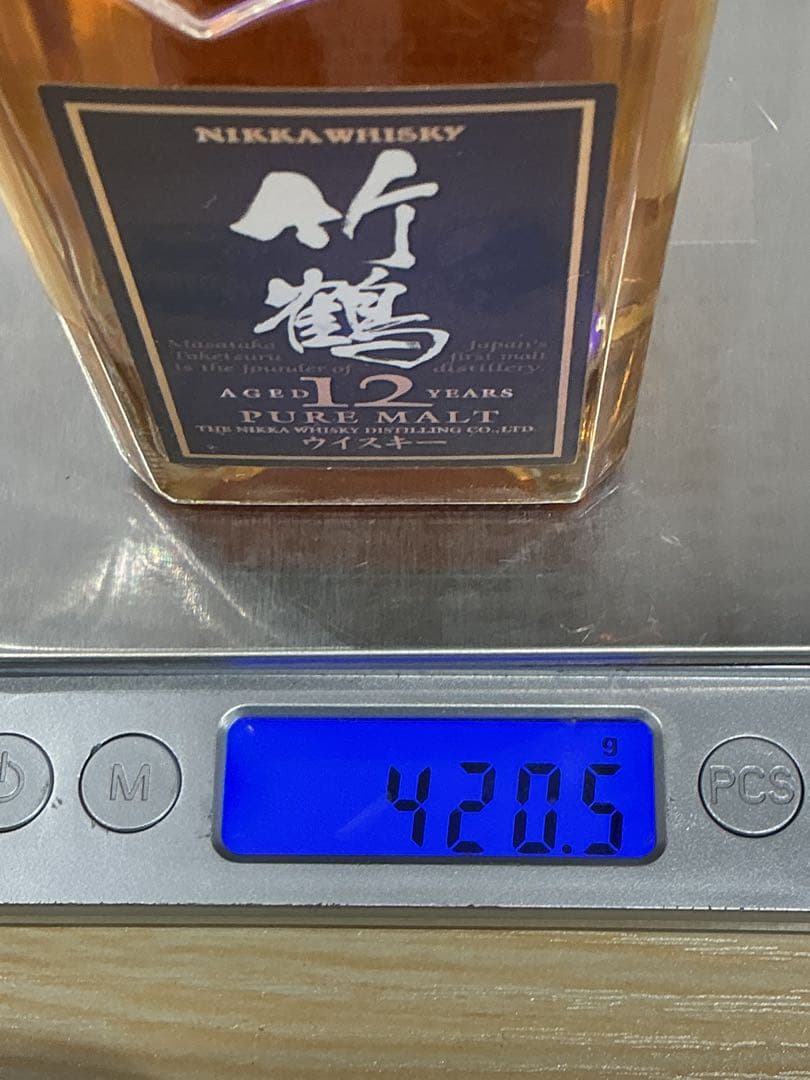 NIKKA WHISKY
竹
鶴
Masataka Japan's
Taketsuru first malt
is the founder of distillery.
AGED 12 YEARS
PURE MALT
THE NIKKA WHISKY DISTILLING CO.,LTD.
ウイスキー
g
420.5
M
PCS